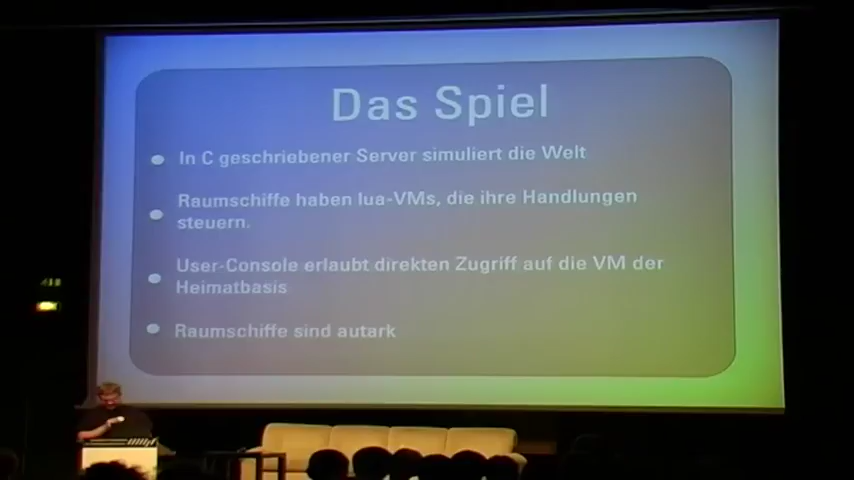 Das Spiel
In C geschriebener Server simuliert die Welt
Raumschiffe haben lua-VMs, die ihre Handlungen
steuern.
User-Console erlaubt direkten Zugriff auf die VM der
Heimatbasis
Raumschiffe sind autark